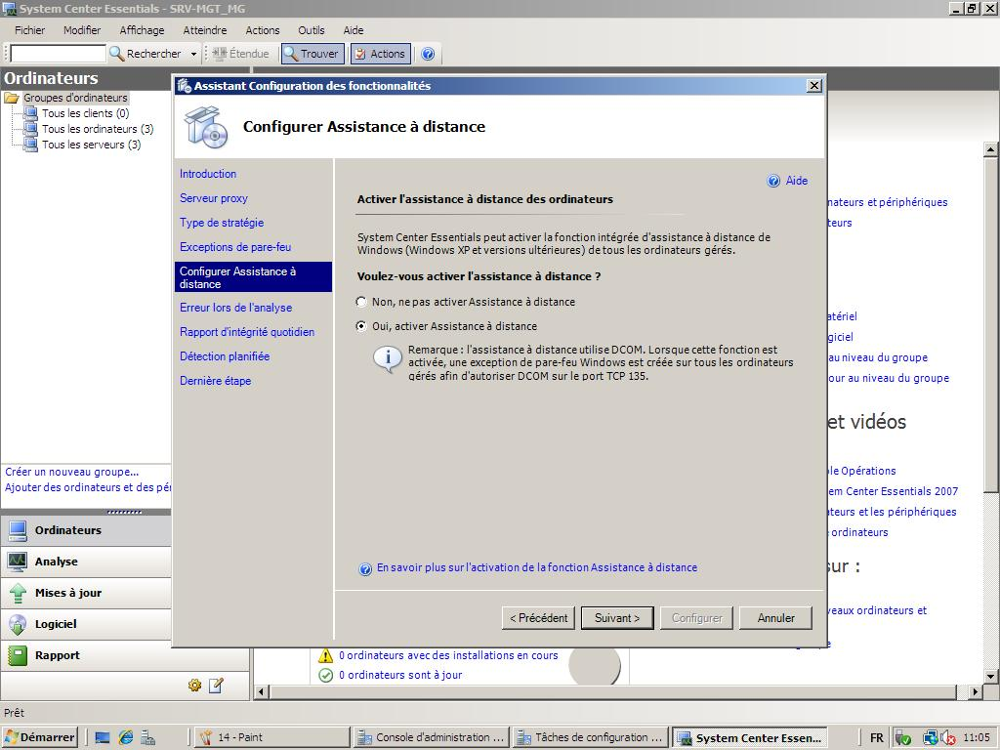 System Center Essentials - SRV-MGT_MG
Fichier Modifier Affichage Atteindre Actions Outils Aide
Rechercher Étendue Trouver Actions
Ordinateurs
Groupes d'ordinateurs
Tous les clients (0)
Tous les ordinateurs (3)
Tous les serveurs (3)
Créer un nouveau groupe...
Ajouter des ordinateurs et des pér
Ordinateurs
Analyse
Mises à jour
Logiciel
Rapport
Assistant Configuration des fonctionnalités
Configurer Assistance à distance
Introduction
Serveur proxy
Type de stratégie
Exceptions de pare-feu
Configurer Assistance à
distance
Erreur lors de l'analyse
Rapport d'intégrité quotidien
Détection planifiée
Dernière étape
Aide
Activer l'assistance à distance des ordinateurs
System Center Essentials peut activer la fonction intégrée d'assistance à distance de
Windows (Windows XP et versions ultérieures) de tous les ordinateurs gérés.
Voulez-vous activer l'assistance à distance ?
Non, ne pas activer Assistance à distance
Oui, activer Assistance à distance
Remarque : l'assistance à distance utilise DCOM. Lorsque cette fonction est
activée, une exception de pare-feu Windows est créée sur tous les ordinateurs
gérés afin d'autoriser DCOM sur le port TCP 135.
En savoir plus sur l'activation de la fonction Assistance à distance
< Précédent Suivant > Configurer Annuler
nateurs et périphériques
teurs
atériel
giciel
au niveau du groupe
our au niveau du groupe
et vidéos
ole Opérations
em Center Essentials 2007
ateurs et les périphériques
ordinateurs
sur :
veaux ordinateurs et
0 ordinateurs avec des installations en cours
0 ordinateurs sont à jour
Prêt
Démarrer 14 - Paint Console d'administration ... Tâches de configuration ... System Center Essen... FR 11:05